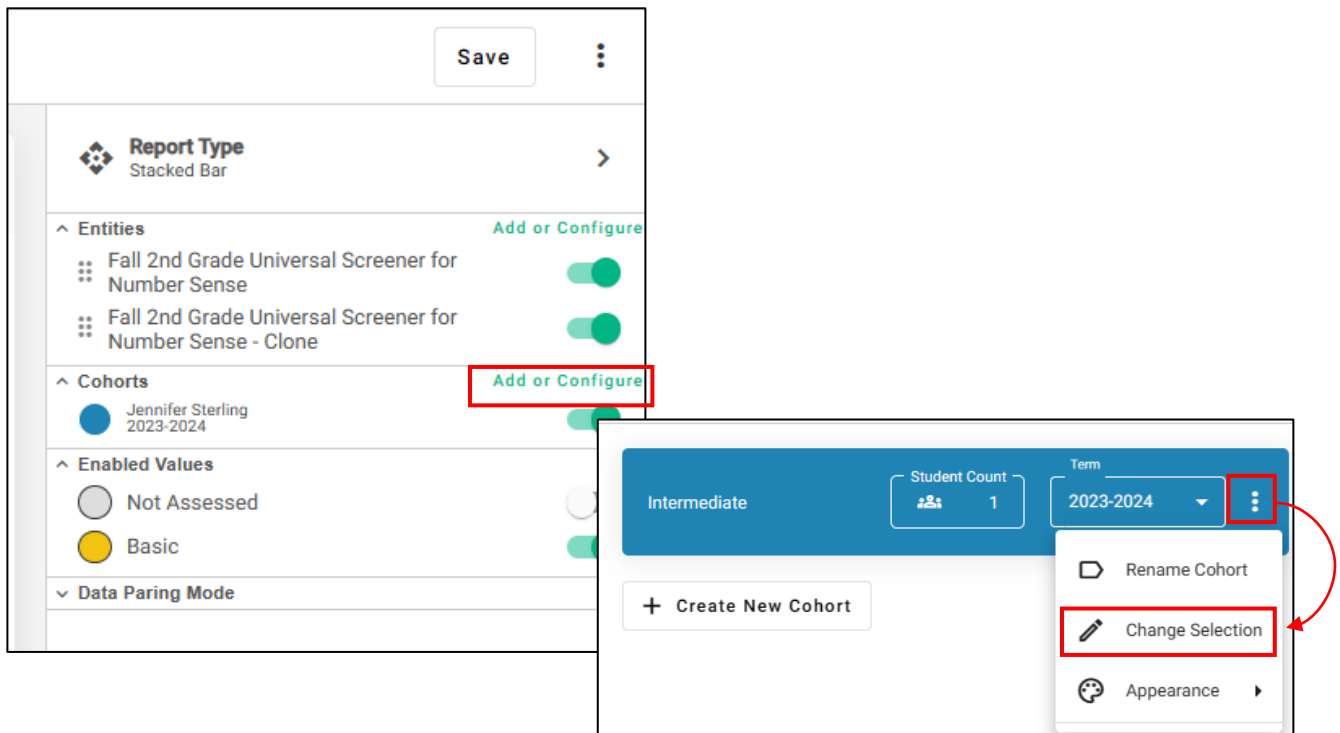 Save
Report Type
Stacked Bar
Entities
Add or Configure
Fall 2nd Grade Universal Screener for
Number Sense
Fall 2nd Grade Universal Screener for
Number Sense - Clone
Cohorts
Add or Configure
Jennifer Sterling
2023-2024
Enabled Values
Not Assessed
Basic
Data Paring Mode
Intermediate
Student Count
1
Term
2023-2024
Rename Cohort
+ Create New Cohort
Change Selection
Appearance